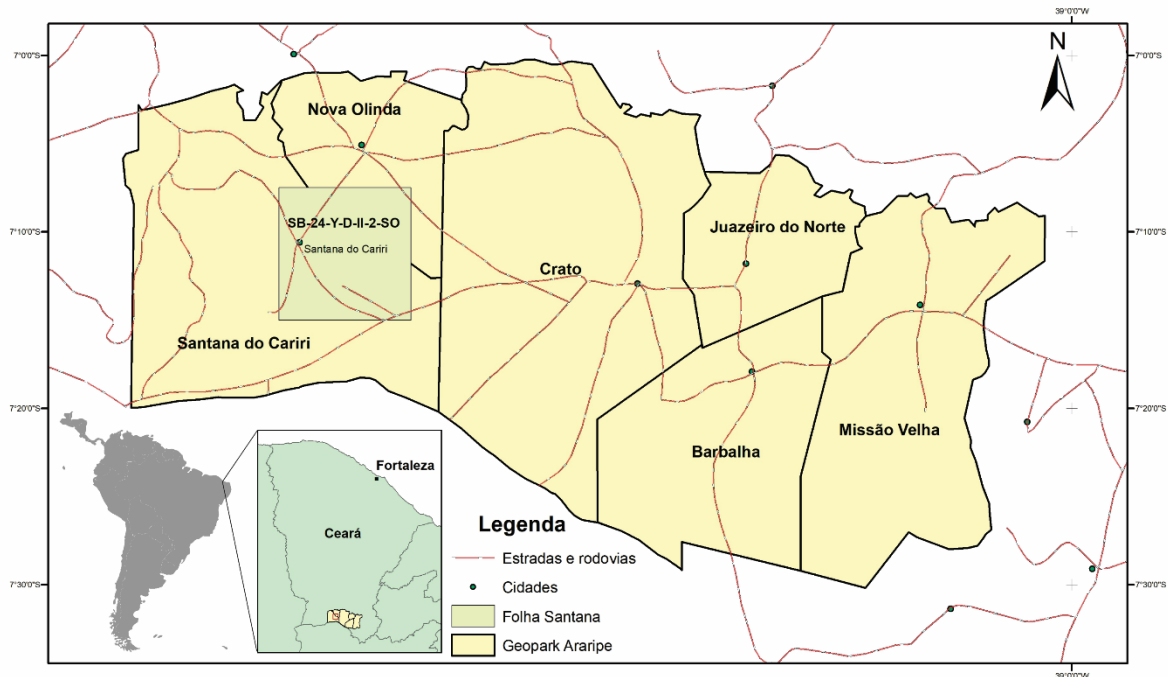 39°0'0"W
7°0'0"S
7°0'0"S
N
Nova Olinda
SB-24-Y-D-II-2-SO
Santana do Cariri
7°10'0"S
7°10'0"S
Juazeiro do Norte
Crato
Santana do Cariri
7°20'0"S
7°20'0"S
Missão Velha
Barbalha
Fortaleza
Ceará
Legenda
Estradas e rodovias
Cidades
Folha Santana
Geopark Araripe
7°30'0"S
7°30'0"S
39°0'0"W